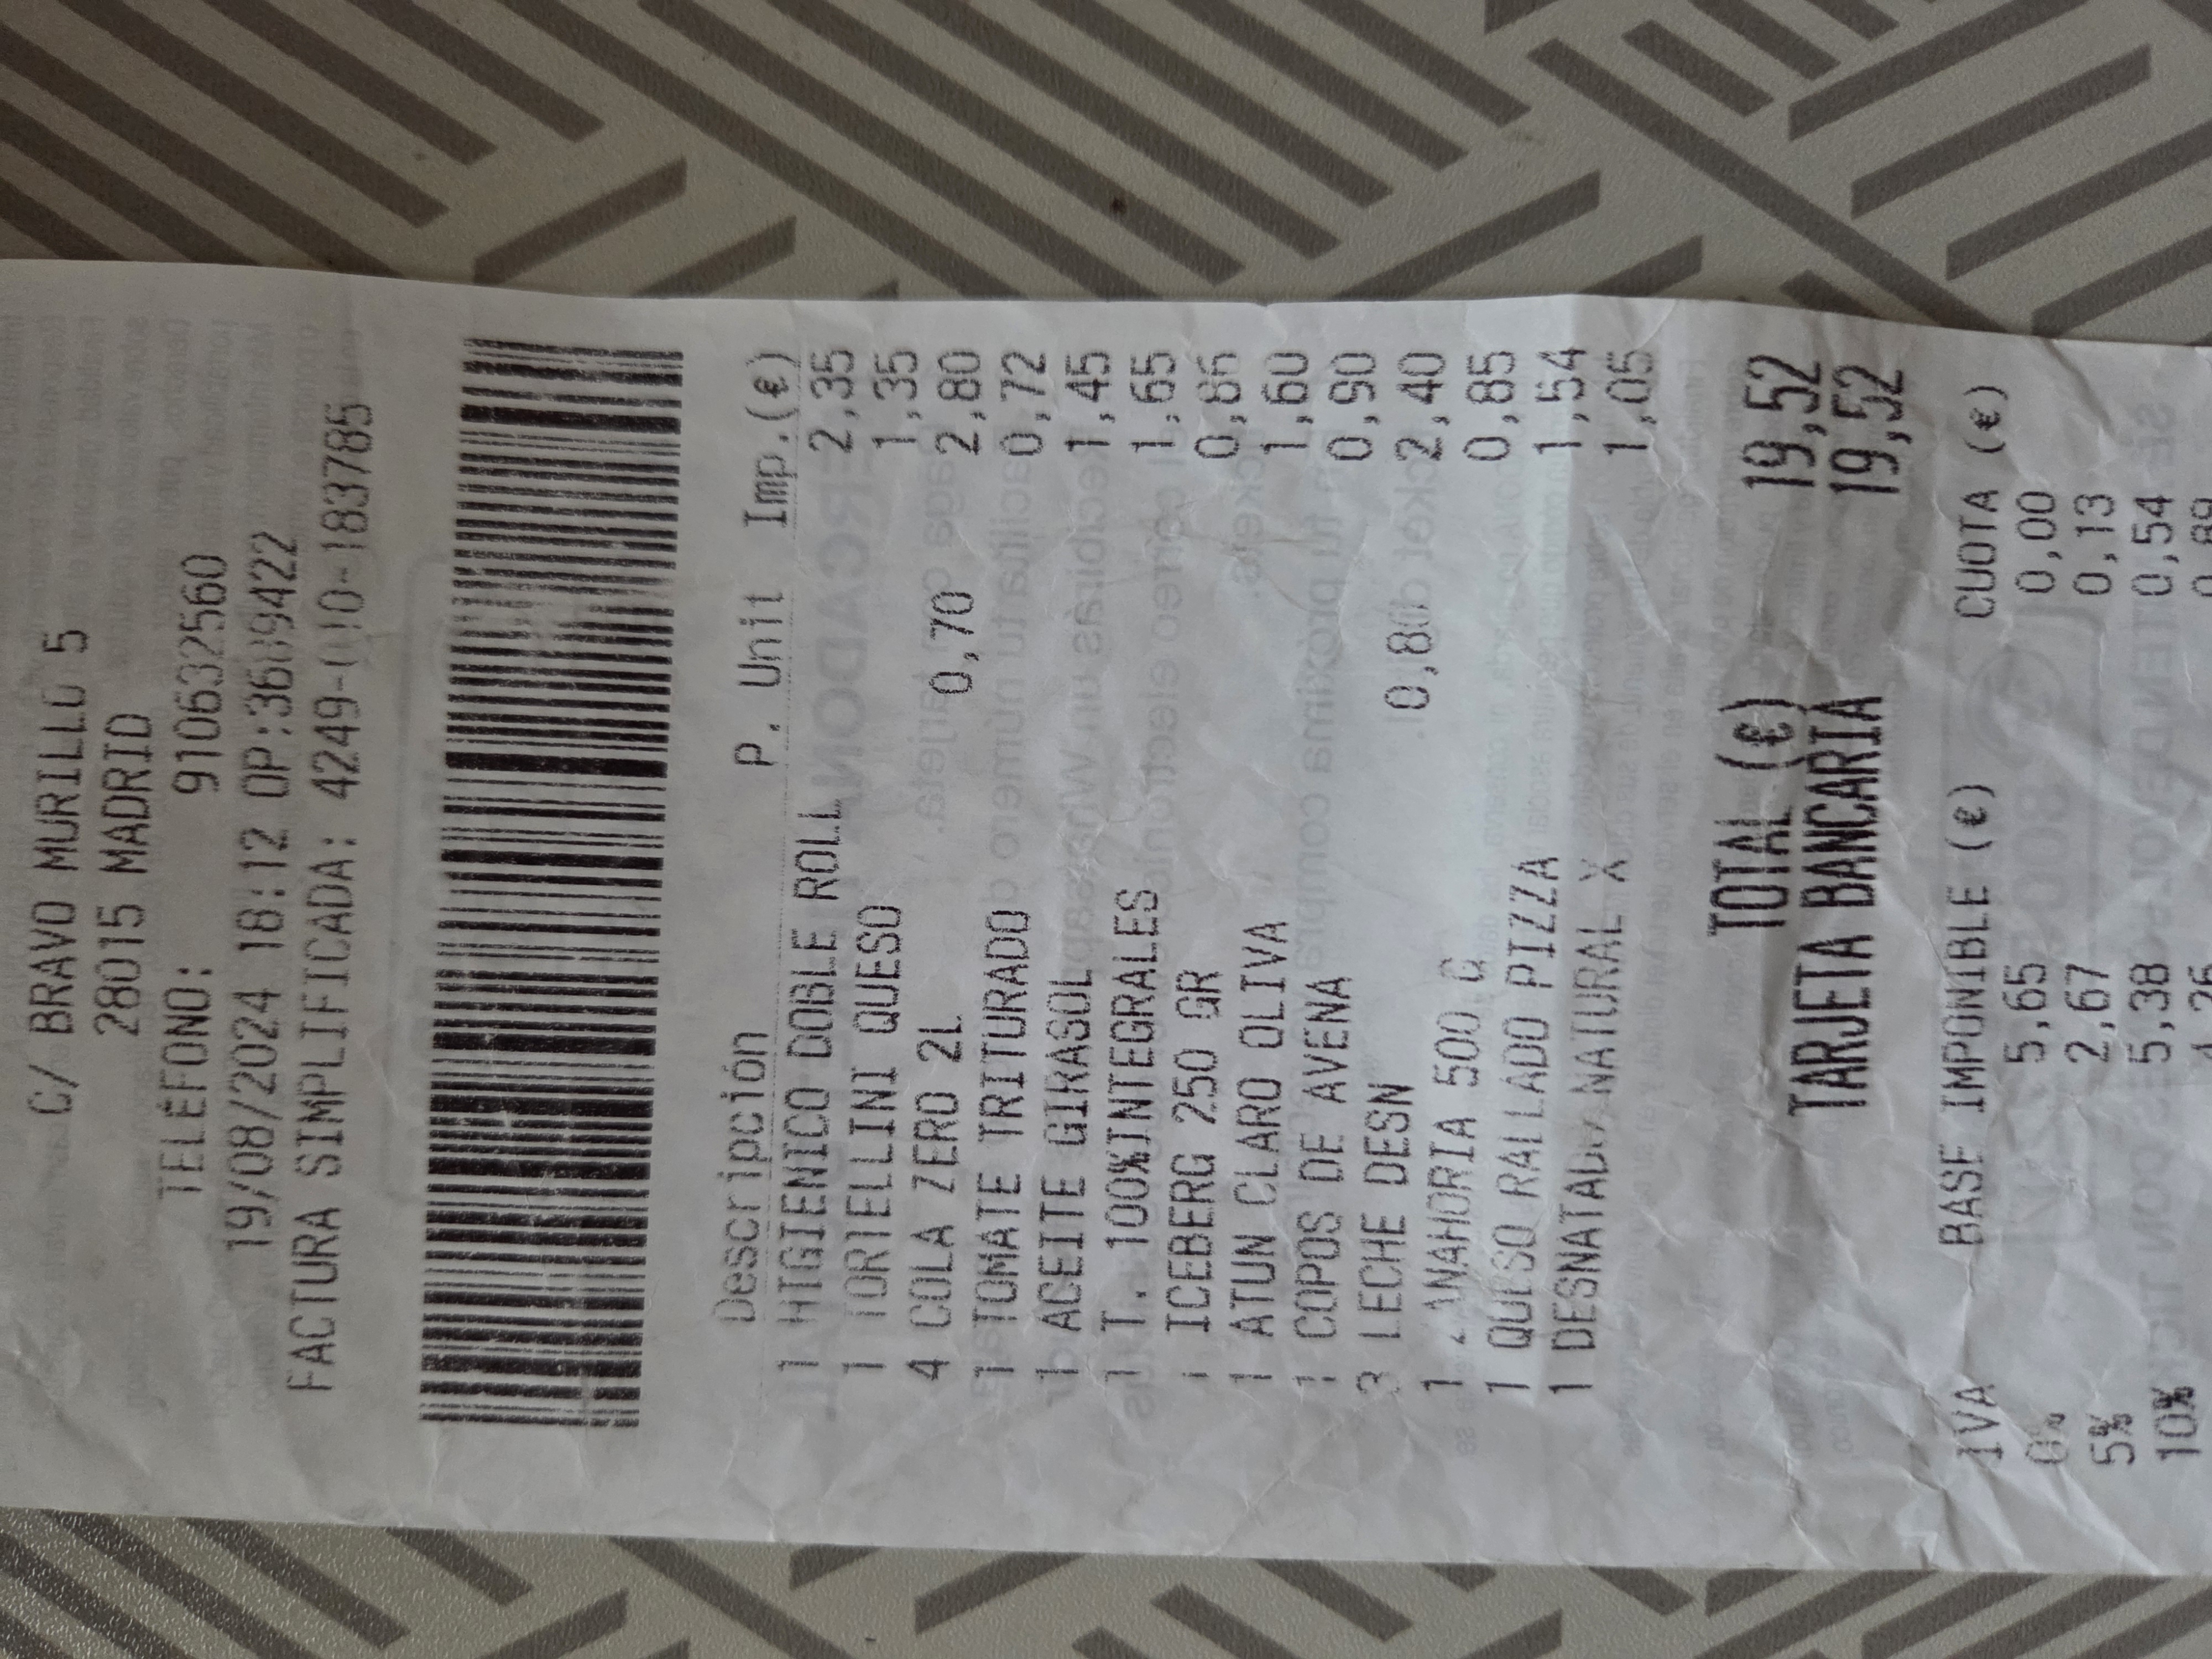 C/ BRAVO MURILLO 5
28015 MADRID
TELÉFONO: 910632560
19/08/2024 18:12 OP:3689422
FACTURA SIMPLIFICADA: 4249-010-183785
Descripción P. Unit Imp.(€)
1 HIGIENICO DOBLE ROLL 2,35
1 TORTELLINI QUESO 1,35
4 COLA ZERO 2L 0,70 2,80
1 TOMATE TRITURADO 0,72
1 ACEITE GIRASOL 1,45
1 T. 100%INTEGRALES 1,65
1 ICEBERG 250 GR 0,86
1 ATUN CLARO OLIVA 1,60
1 COPOS DE AVENA 0,90
3 LECHE DESN 0,80 2,40
1 ZANAHORIA 500 G 0,85
1 QUESO RALLADO PIZZA 1,54
1 DESNATADO NATURAL X 1,05
TOTAL (€) 19,52
TARJETA BANCARIA 19,52
IVA BASE IMPONIBLE (€) CUOTA (€)
0% 5,65 0,00
5% 2,67 0,13
10% 5,38 0,54
4,26 0,89